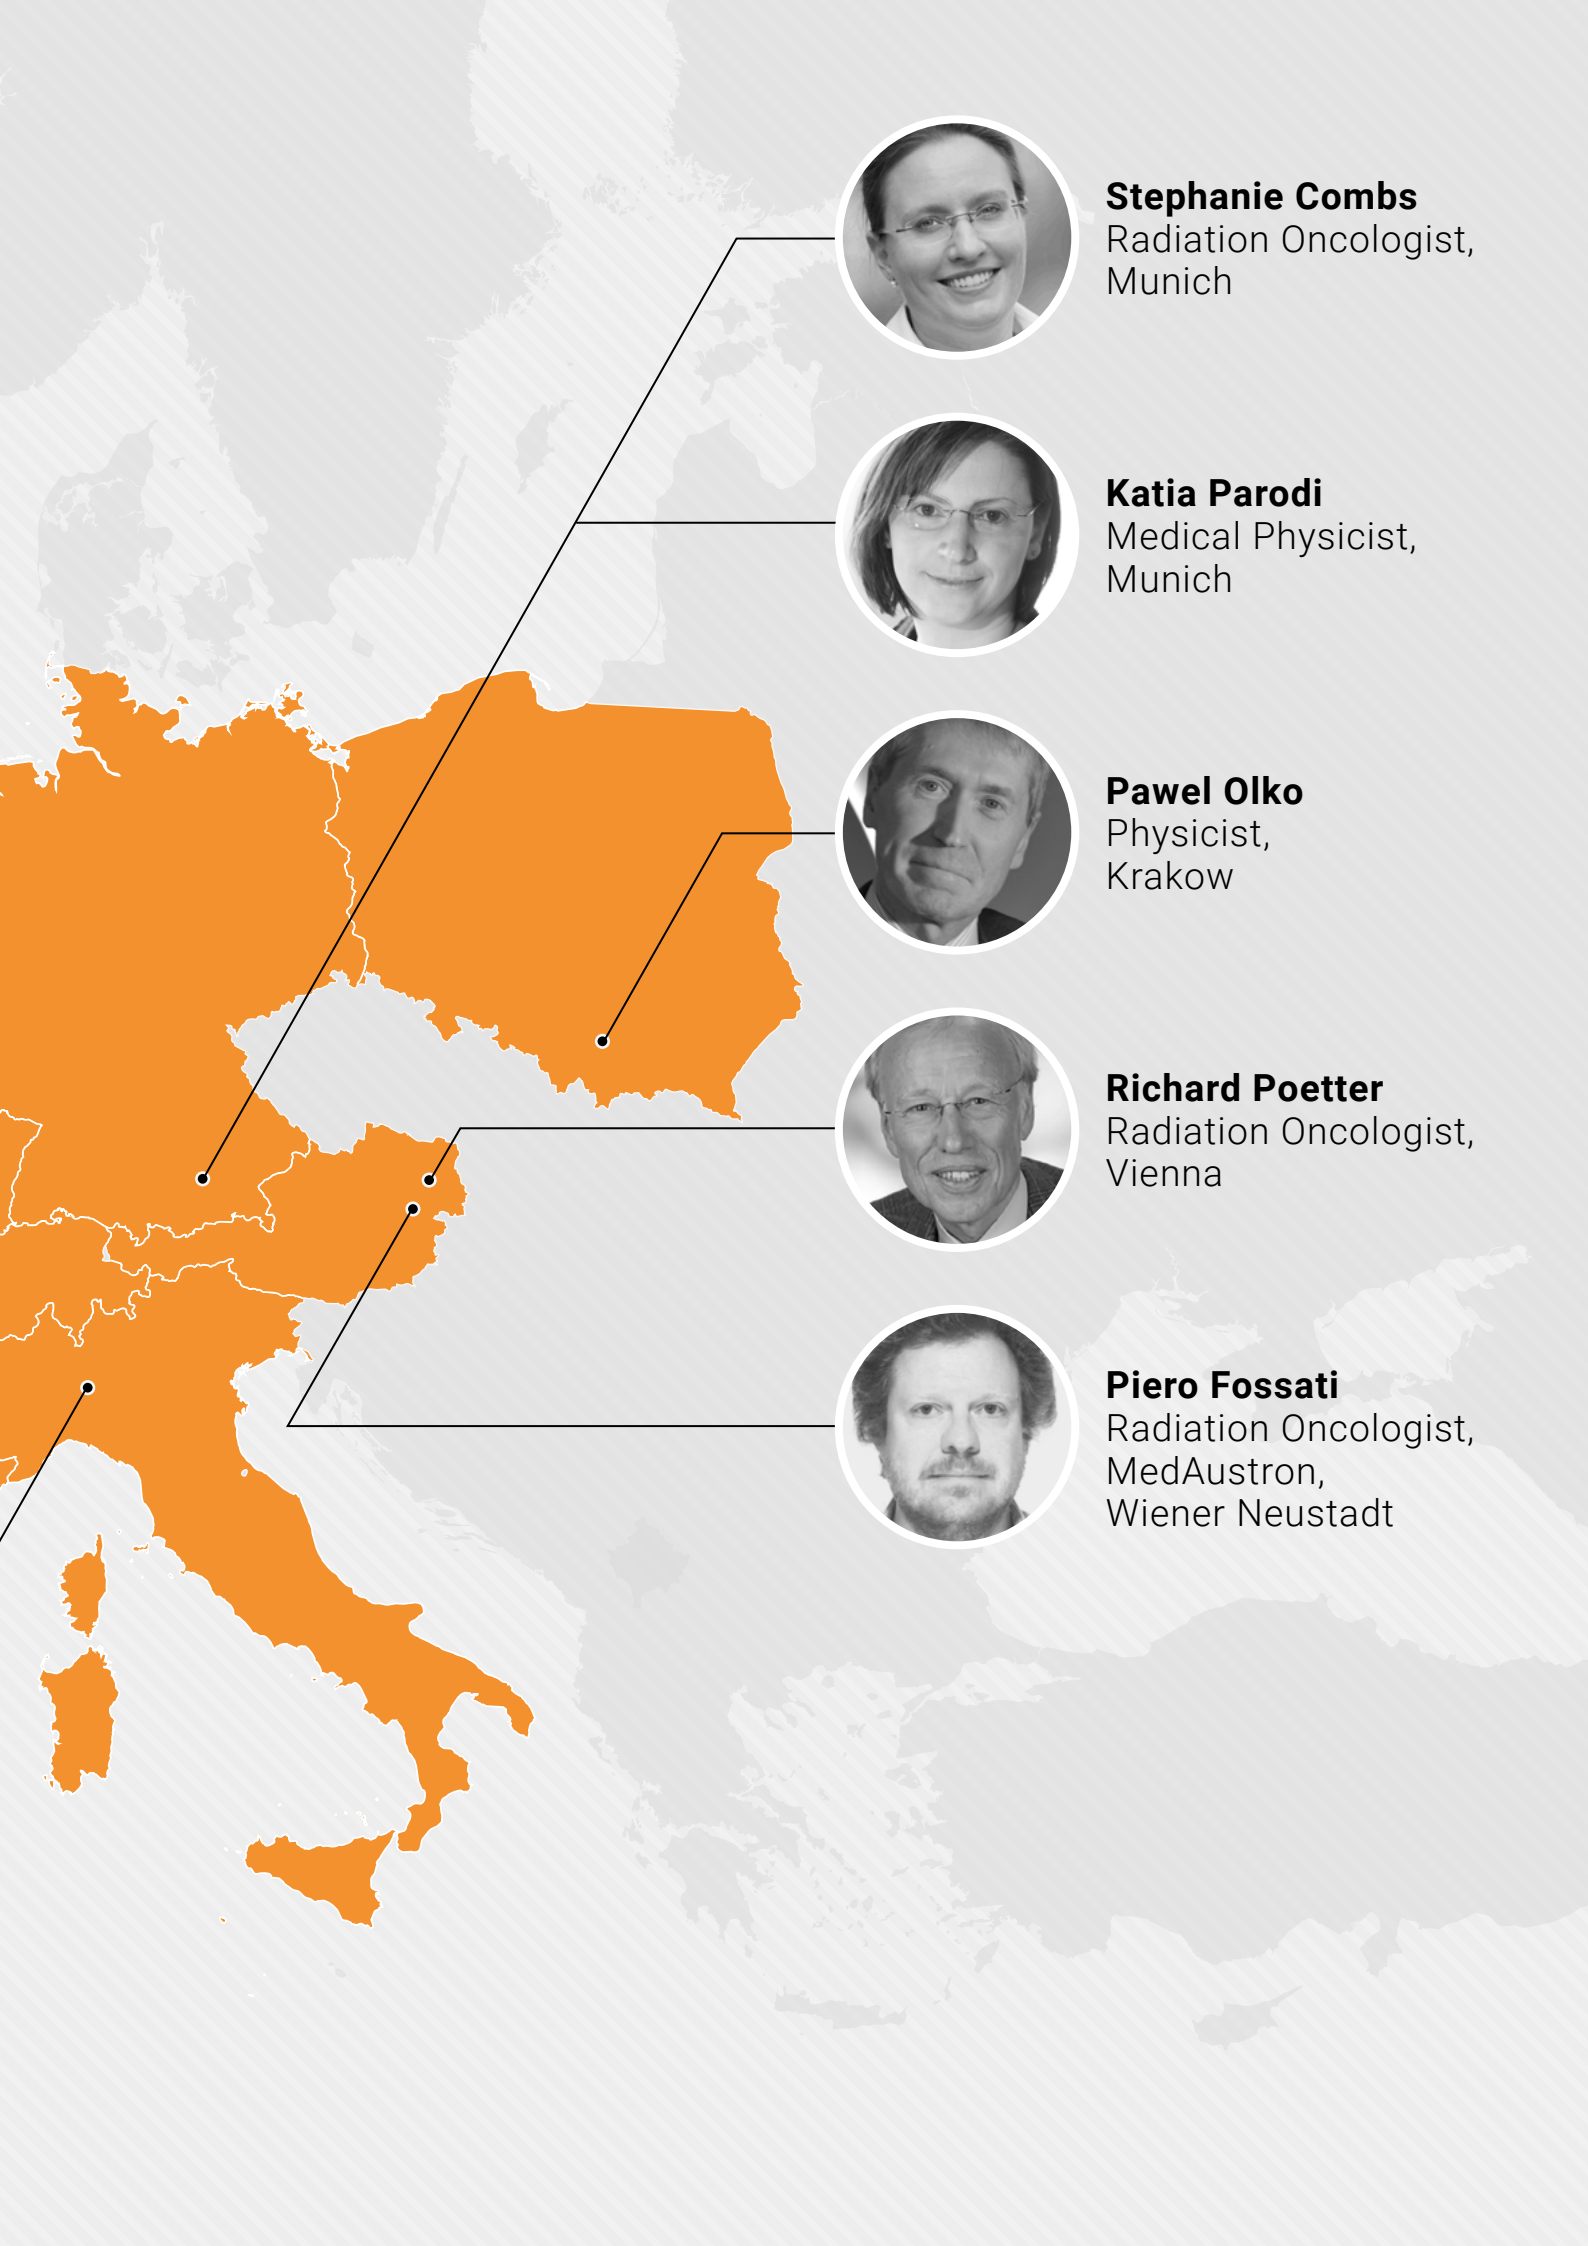 Stephanie Combs
Radiation Oncologist,
Munich
Katia Parodi
Medical Physicist,
Munich
Pawel Olko
Physicist,
Krakow
Richard Poetter
Radiation Oncologist,
Vienna
Piero Fossati
Radiation Oncologist,
MedAustron,
Wiener Neustadt